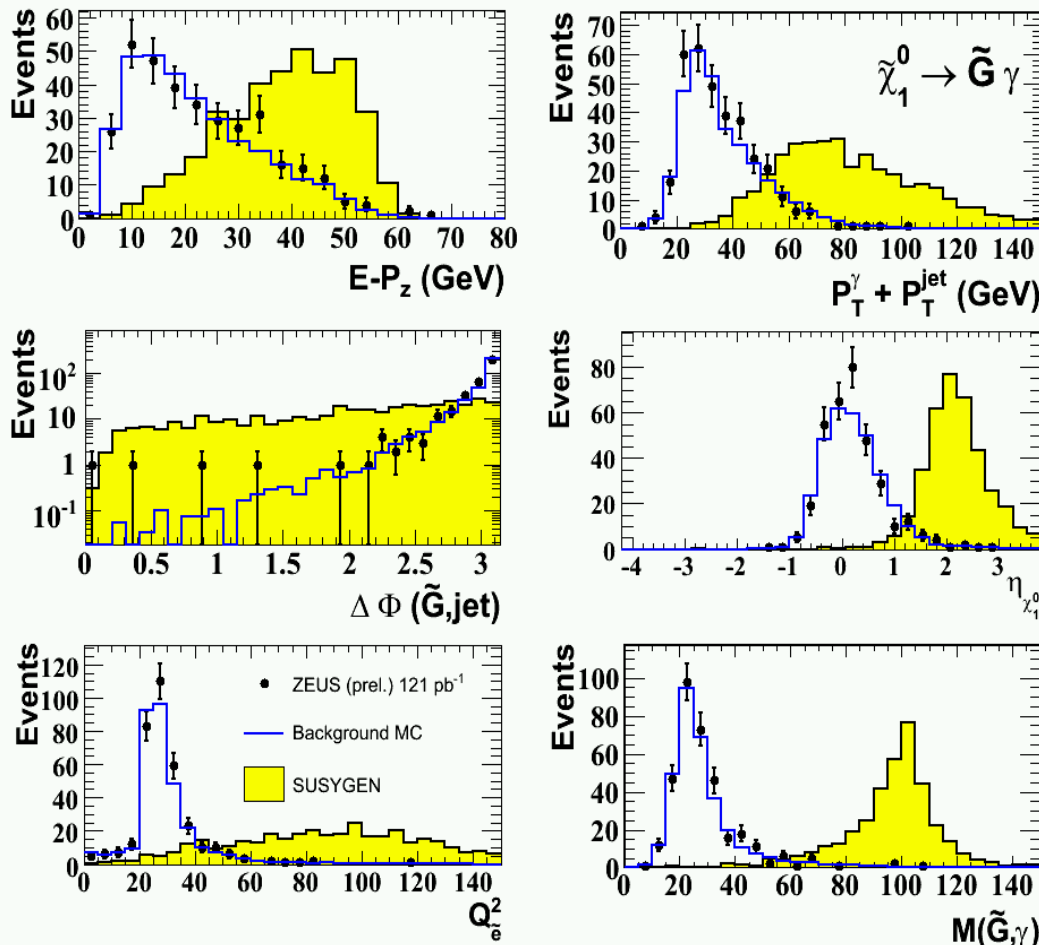 Events
60
50
40
30
20
10
0
0 10 20 30 40 50 60 70 80
E-P_z (GeV)
Events
70
60
50
40
30
20
10
0
χ̃₁⁰ → G̃ γ
0 20 40 60 80 100 120 140
P_T^γ + P_T^jet (GeV)
Events
10²
10
1
10⁻¹
0 0.5 1 1.5 2 2.5 3
Δ Φ (G̃,jet)
Events
80
60
40
20
0
-4 -3 -2 -1 0 1 2 3
η_χ₁⁰
Events
120
100
80
60
40
20
0
ZEUS (prel.) 121 pb⁻¹
Background MC
SUSYGEN
0 20 40 60 80 100 120 140
Q²_ẽ
Events
100
80
60
40
20
0
0 20 40 60 80 100 120 140
M(G̃,γ)